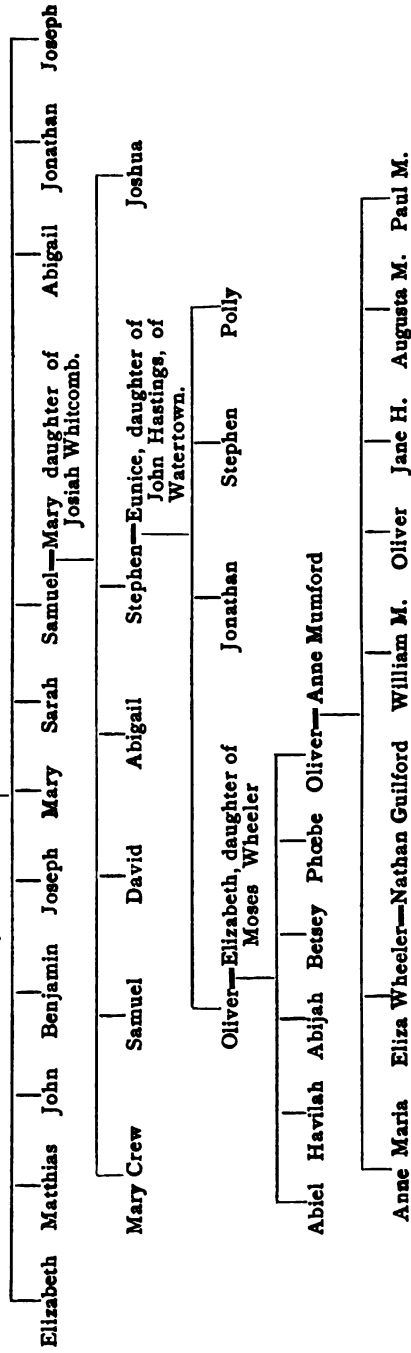 Elizabeth Matthias John Benjamin Joseph Mary Sarah Samuel—Mary daughter of Abigail Jonathan Joseph
Josiah Whitcomb.
Mary Crew Samuel David Abigail Stephen—Eunice, daughter of Joshua
John Hastings, of
Watertown.
Oliver—Elizabeth, daughter of Jonathan Stephen Polly
Moses Wheeler
Abiel Havilah Abijah Betsey Phœbe Oliver—Anne Mumford
Anne Maria Eliza Wheeler—Nathan Guilford William M. Oliver Jane H. Augusta M. Paul M.